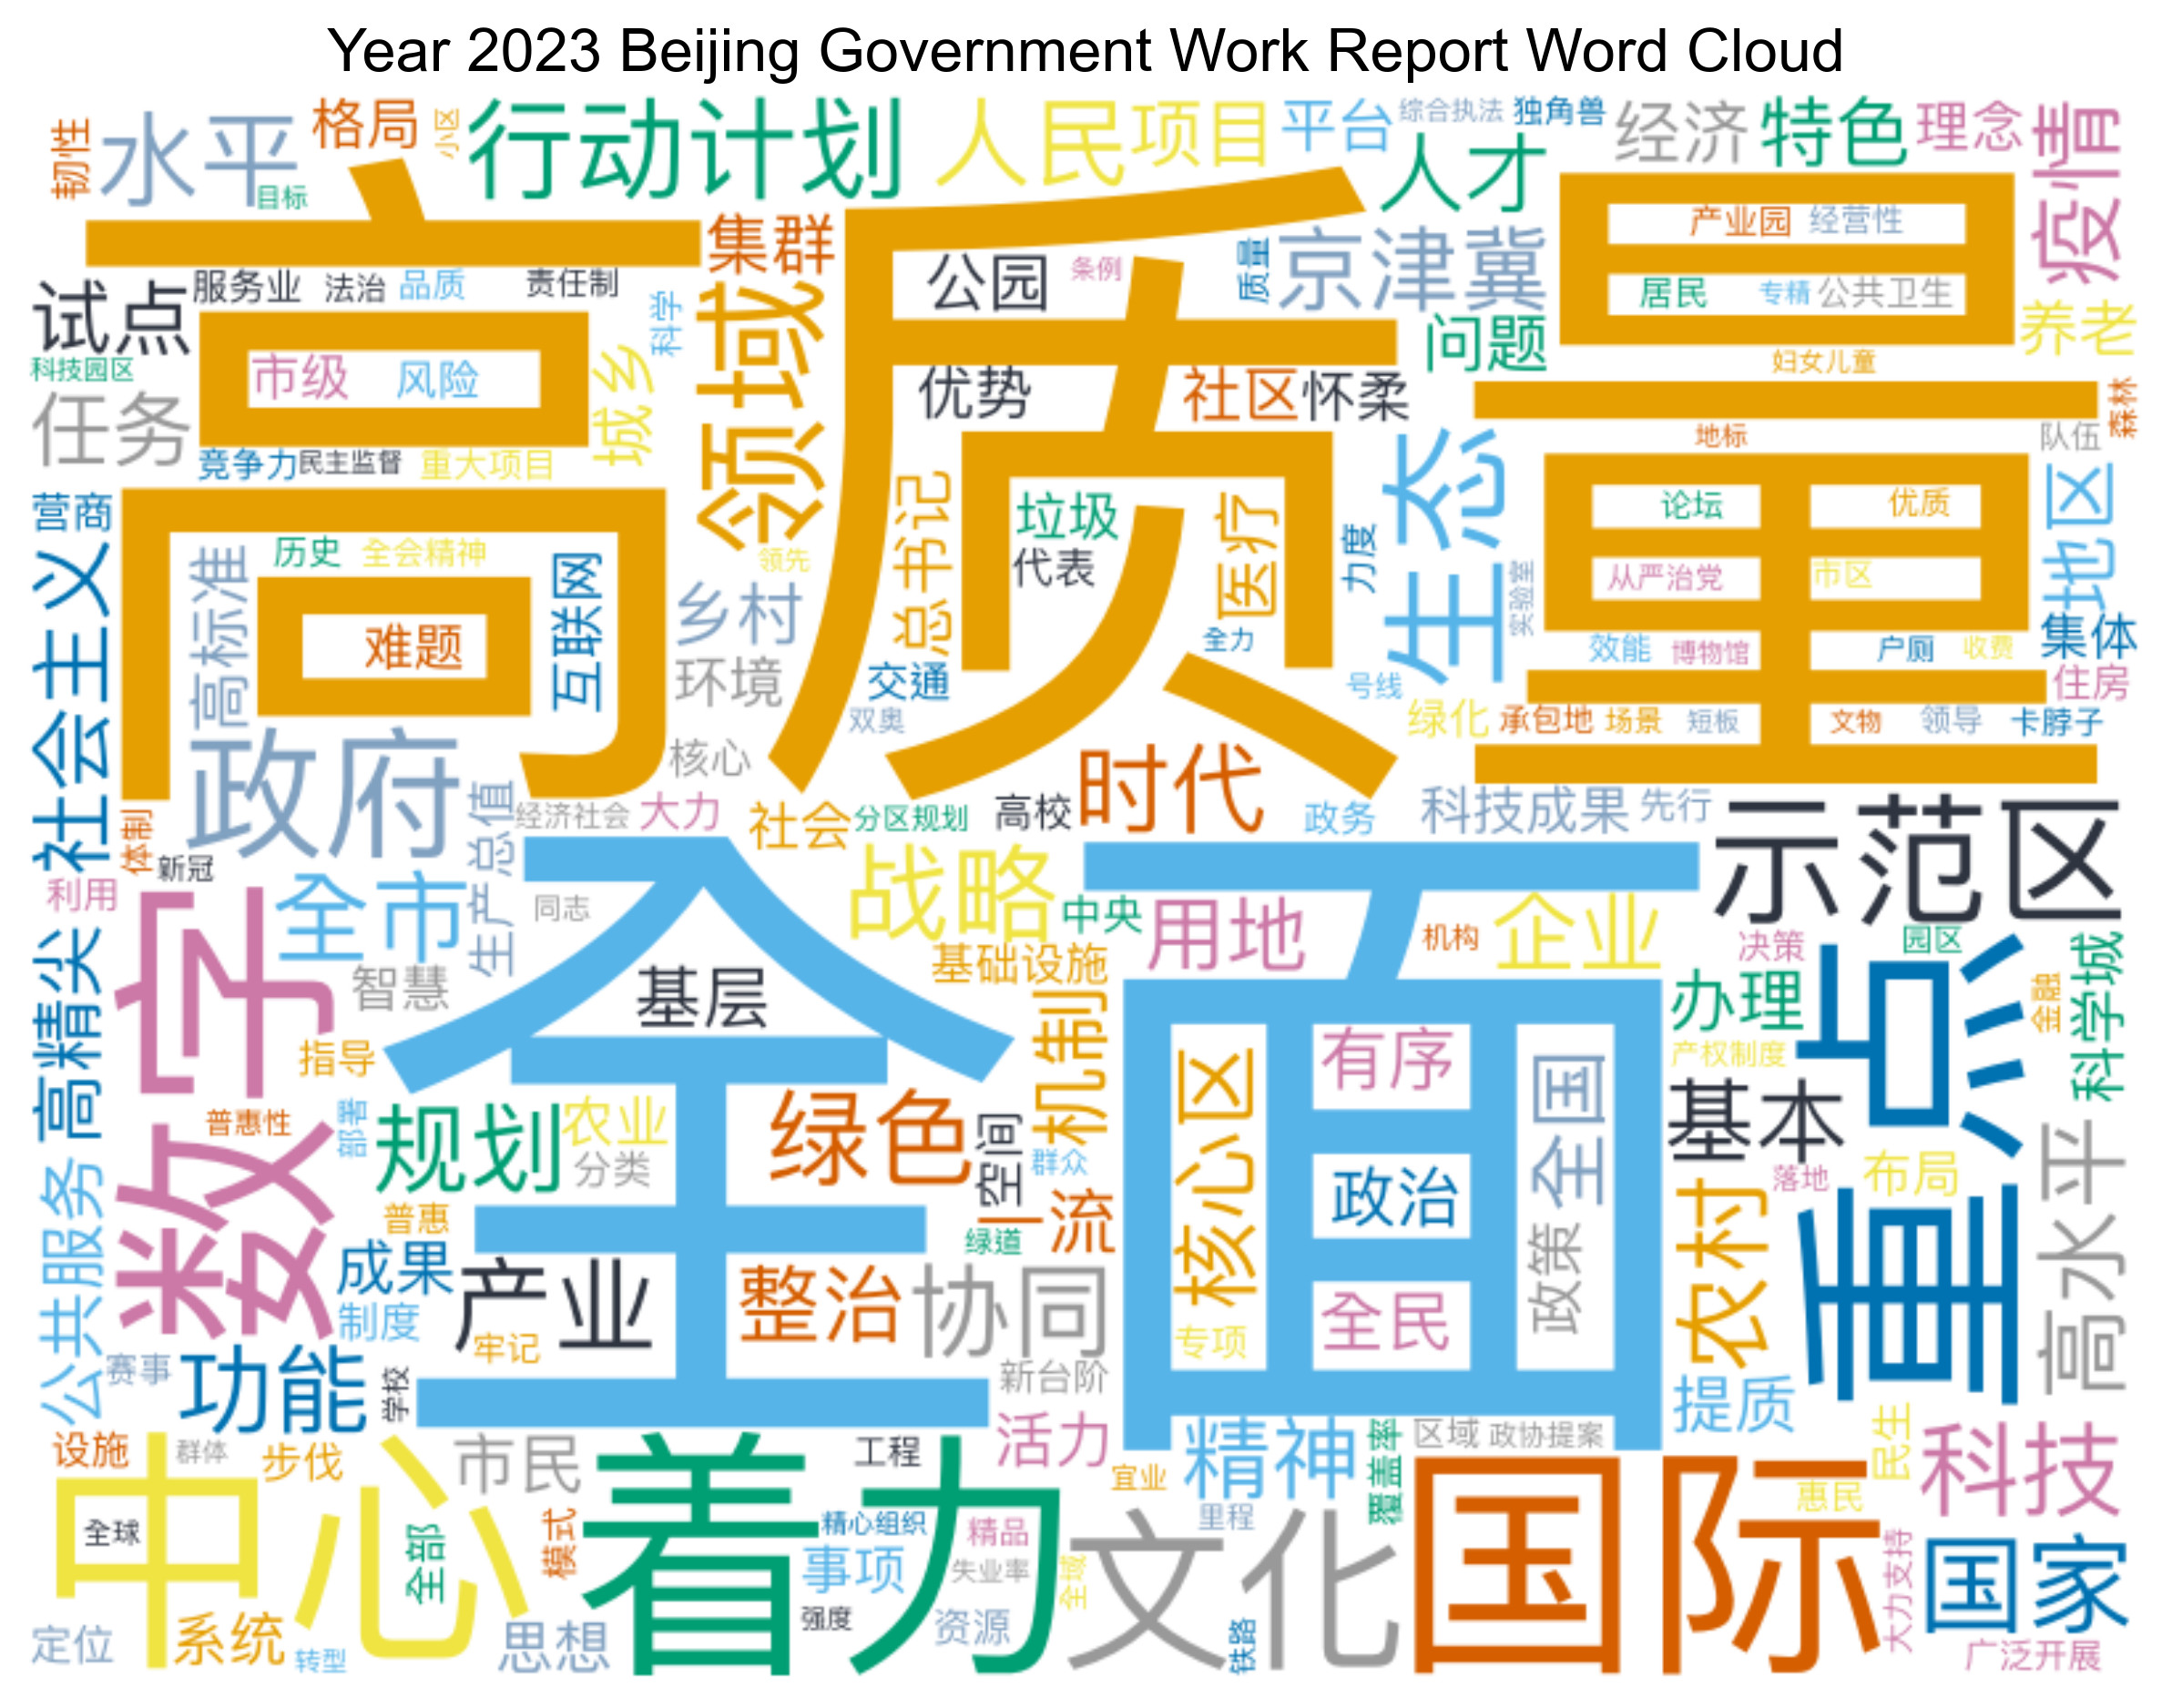 Year 2023 Beijing Government Work Report Word Cloud
韧性
水平
目标
格局
小区
行动计划
人民
项目
平台
综合执法
独角兽
人才
经济
特色
理念
疫情
高质量
集群
领域
公园
条例
质量
京津冀
产业园
经营性
居民
专精
公共卫生
养老
试点
服务业
法治
品质
责任制
科学
科技园区
市级
风险
城乡
优势
社区
怀柔
问题
妇女儿童
森林
任务
竞争力
民主监督
重大项目
地标
队伍
营商
历史
全会精神
高标准
互联网
难题
领先
总书记
垃圾
代表
医疗
力度
生态
实验室
论坛
优质
从严治党
市区
地区
社会主义
乡村
环境
交通
双奥
全力
号线
效能
博物馆
户厕
收费
集体
住房
政府
核心
绿化
承包地
场景
短板
文物
领导
卡脖子
体制
新冠
生产总值
经济社会
大力
社会
分区规划
高校
时代
政务
科技成果
先行
示范区
利用
数字
全市
同志
全面
战略
中央
用地
机构
企业
决策
园区
智慧
基层
基础设施
高精尖
指导
机制
核心区
有序
全国
办理
产权制度
重点
金融
科学城
普惠性
部署
规划
农业
分类
绿色
空间
群众
政治
基本
落地
布局
高水平
公共服务
普惠
绿道
一流
政策
农村
成果
制度
产业
牢记
整治
协同
专项
全民
赛事
功能
学校
新台阶
提质
设施
群体
步伐
市民
工程
活力
宜业
精神
覆盖率
区域
政协提案
民生
科技
中心
全球
全部
模式
着力
精心组织
事项
精品
失业率
全域
文化
里程
国际
惠民
大力支持
国家
定位
系统
转型
思想
强度
资源
铁路
广泛开展